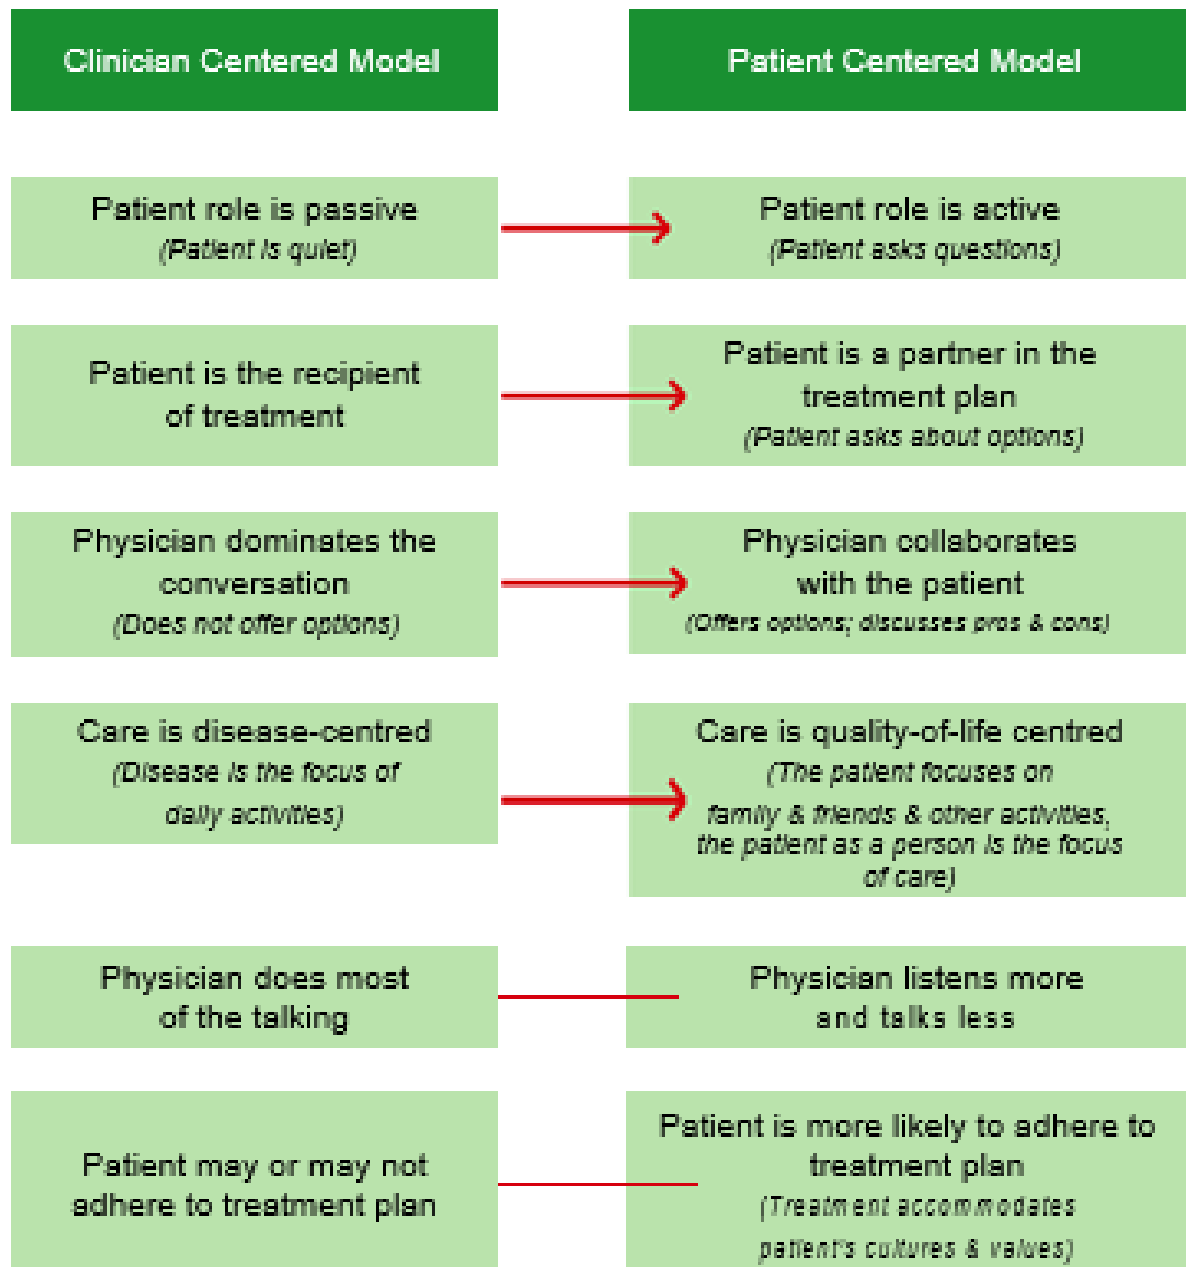 Clinician Centered Model
Patient Centered Model
Patient role is passive
(Patient is quiet)
Patient role is active
(Patient asks questions)
Patient is the recipient
of treatment
Patient is a partner in the
treatment plan
(Patient asks about options)
Physician dominates the
conversation
(Does not offer options)
Physician collaborates
with the patient
(Offers options; discusses pros & cons)
Care is disease-centred
(Disease is the focus of
daily activities)
Care is quality-of-life centred
(The patient focuses on
family & friends & other activities,
the patient as a person is the focus
of care)
Physician does most
of the talking
Physician listens more
and talks less
Patient may or may not
adhere to treatment plan
Patient is more likely to adhere to
treatment plan
(Treatment accommodates
patient's cultures & values)